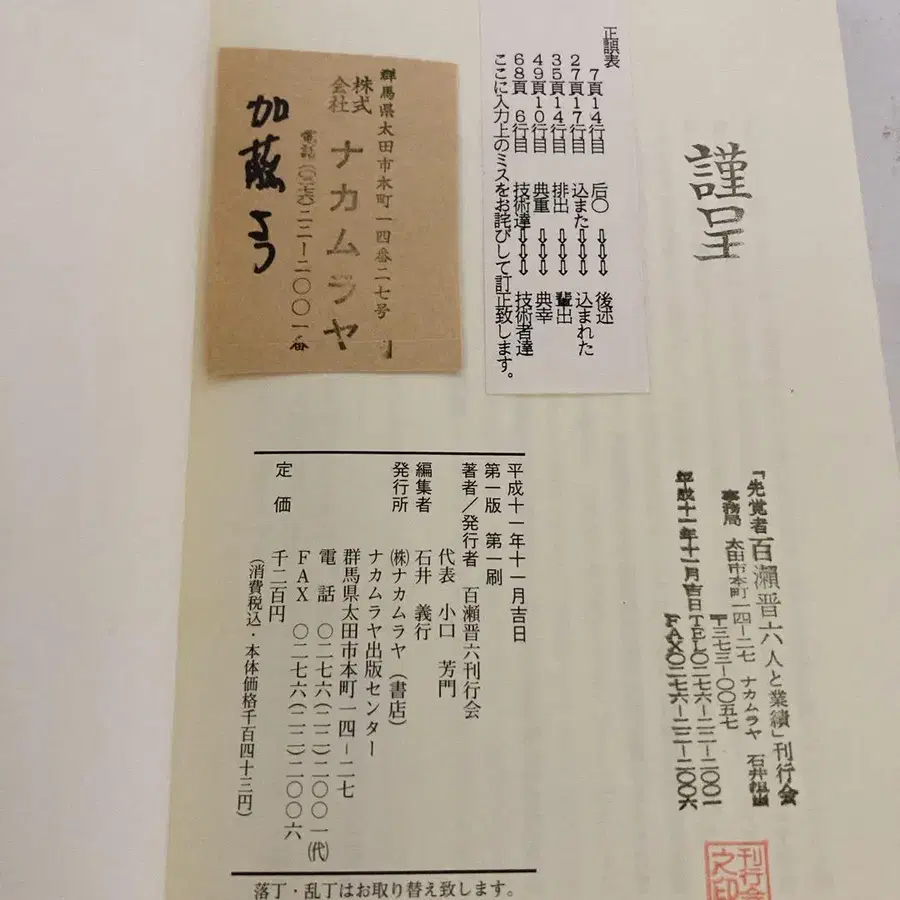 謹呈
「先覚者百瀬晋六 人と業績」刊行会
事務局 太田市本町一四−二七 ナカムラヤ 石井
〒三七三−〇〇五七
TEL〇二七六−二二−二〇〇一
FAX〇二七六−二二−二〇〇六
平成十一年十一月吉日
刊行会之印
正誤表
7頁14行目 后〇⇨⇨⇨後述
27頁17行目 込また⇨⇨⇨込まれた
35頁14行目 排出⇨⇨⇨輩出
49頁10行目 典重⇨⇨⇨典幸
68頁 6行目 技術達⇨⇨⇨技術者達
ここに入力上のミスをお詫びして訂正致します。
群馬県太田市本町一四番二七号
株式会社 ナカムラヤ
電話(〇二七六)二二−二〇〇一番
加藤
平成十一年十一月吉日
第一版 第一刷
著者/発行者 百瀬晋六刊行会
代表 小口 芳門
編集者 石井 義行
発行所 ㈱ナカムラヤ(書店)
ナカムラヤ出版センター
群馬県太田市本町一四−二七
電話 〇二七六(二二)二〇〇一(代)
FAX 〇二七六(二二)二〇〇六
定価 千二百円
(消費税込・本体価格千百四十三円)
落丁・乱丁はお取り替え致します。